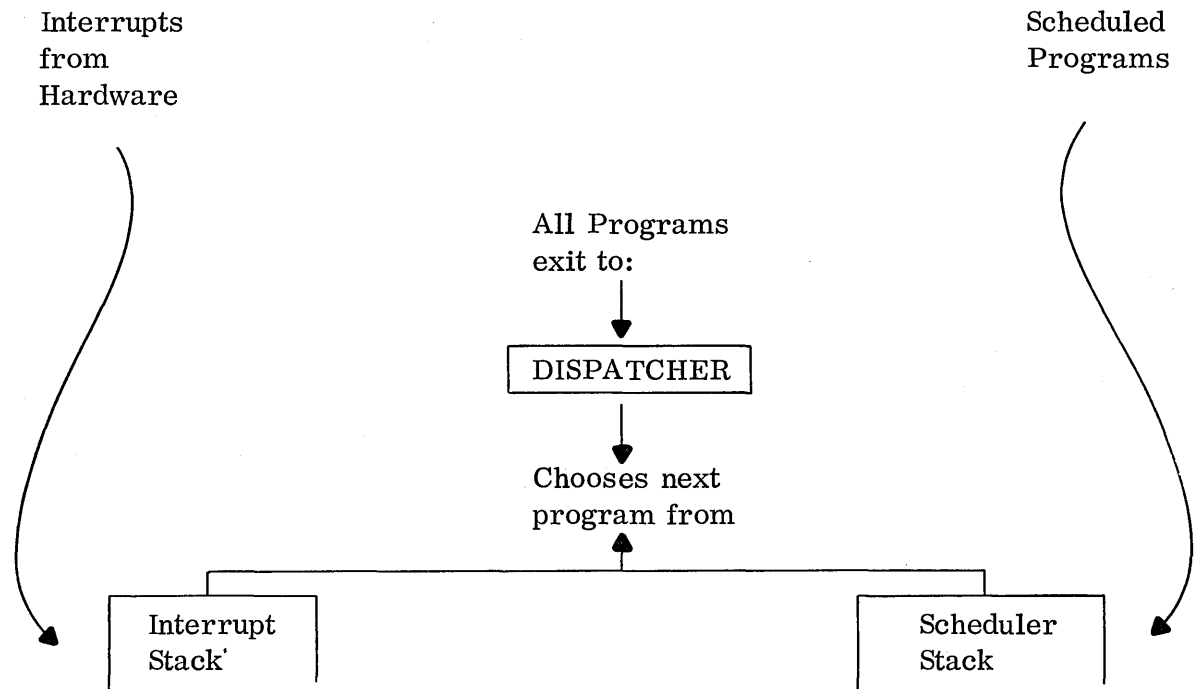 Interrupts
from
Hardware
Scheduled
Programs
All Programs
exit to:
DISPATCHER
Chooses next
program from
Interrupt
Stack
Scheduler
Stack